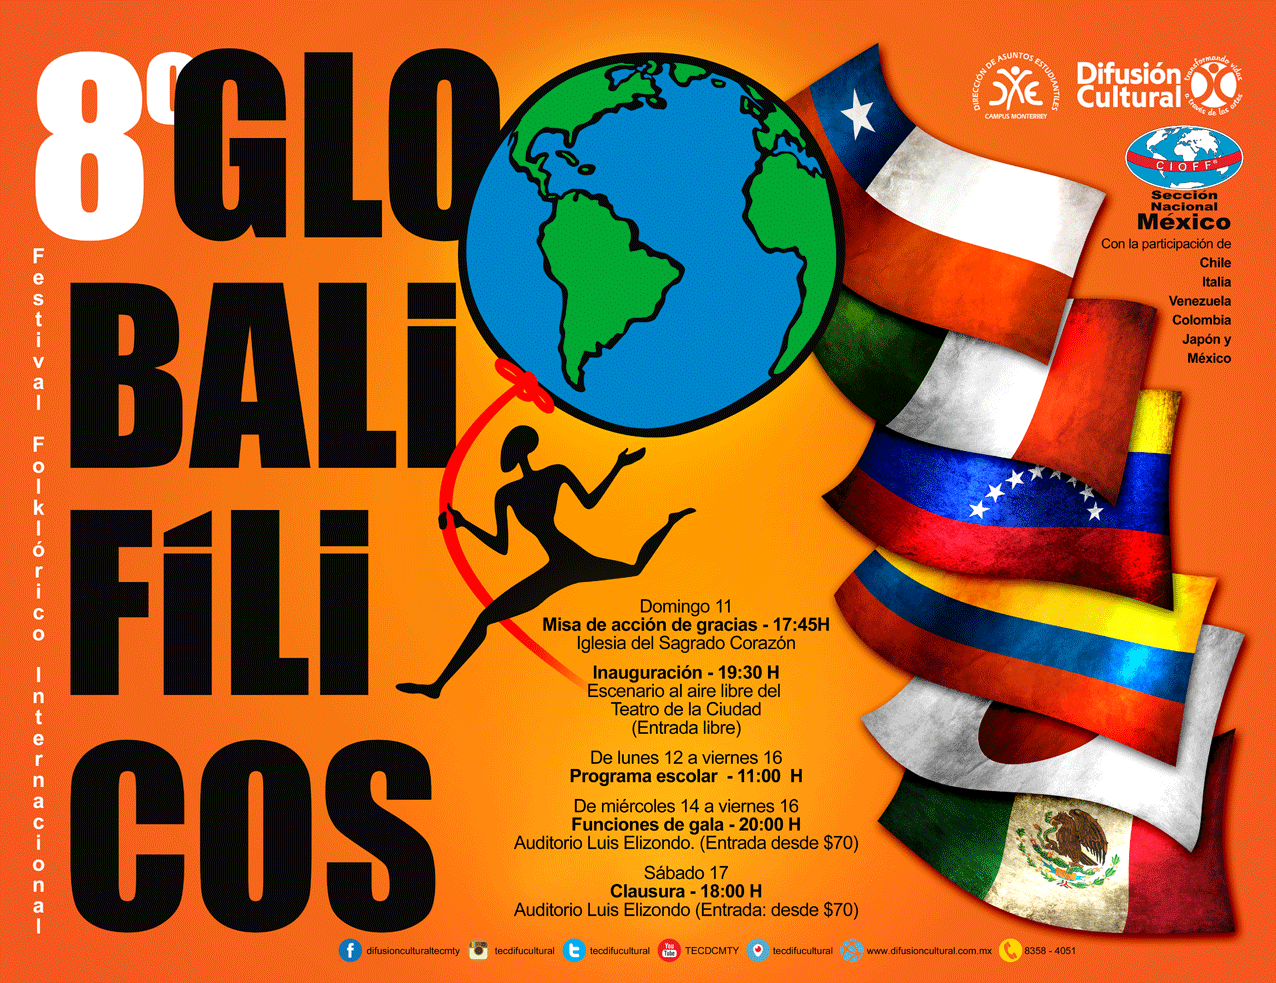 8º GLO
BALi
FíLi
COS
Festival Folklórico Internacional
DIRECCIÓN DE ASUNTOS ESTUDIANTILES
CAMPUS MONTERREY
Difusión
Cultural
transformando vidas
a través de las artes
CIOFF®
Sección
Nacional
México
Con la participación de
Chile
Italia
Venezuela
Colombia
Japón y
México
Domingo 11
Misa de acción de gracias - 17:45H
Iglesia del Sagrado Corazón
Inauguración - 19:30 H
Escenario al aire libre del
Teatro de la Ciudad
(Entrada libre)
De lunes 12 a viernes 16
Programa escolar - 11:00 H
De miércoles 14 a viernes 16
Funciones de gala - 20:00 H
Auditorio Luis Elizondo. (Entrada desde $70)
Sábado 17
Clausura - 18:00 H
Auditorio Luis Elizondo (Entrada: desde $70)
difusionculturaltecmty tecdifucultural tecdifucultural You Tube TECDCMTY tecdifucultural www.difusioncultural.com.mx 8358 - 4051